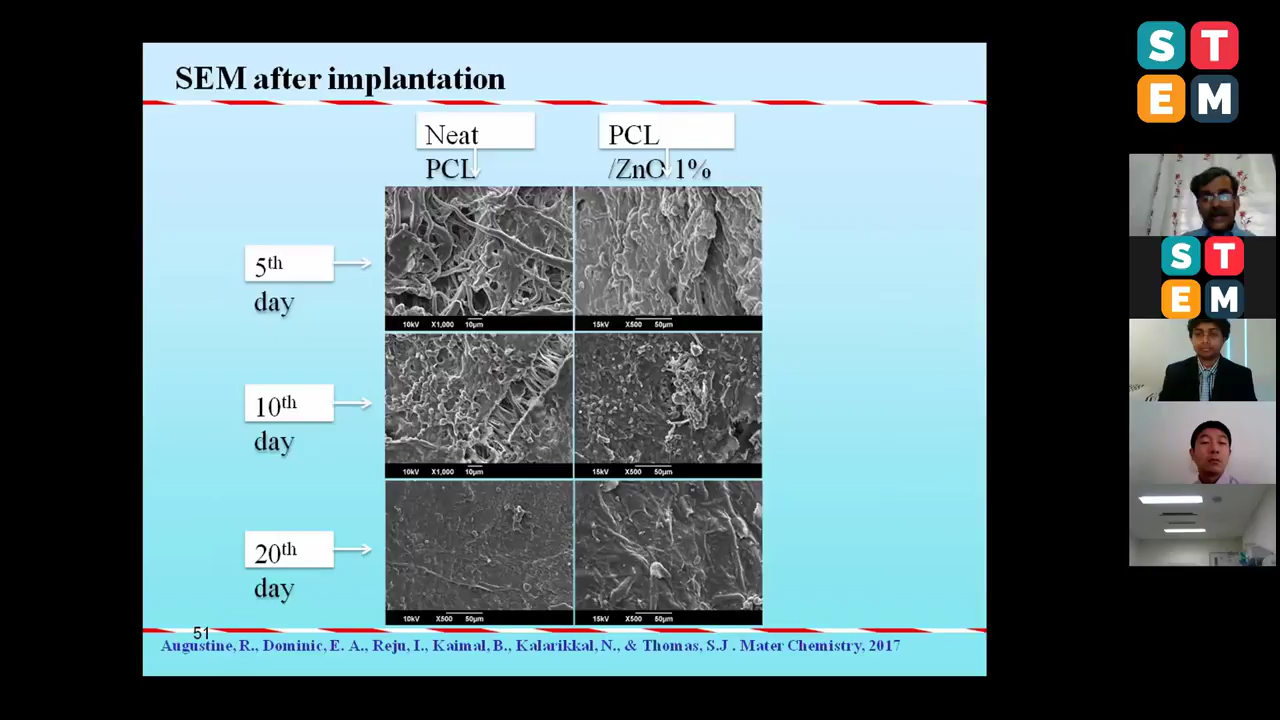 SEM after implantation
Neat
PCL
PCL
/ZnO 1%
5th
day
10kV X1,000 10µm
15kV X500 50µm
10th
day
10kV X1,000 10µm
15kV X500 50µm
20th
day
10kV X500 50µm
15kV X500 50µm
51
Augustine, R., Dominic, E. A., Reju, I., Kaimal, B., Kalarikkal, N., & Thomas, S.J . Mater Chemistry, 2017
S T
E M
S T
E M